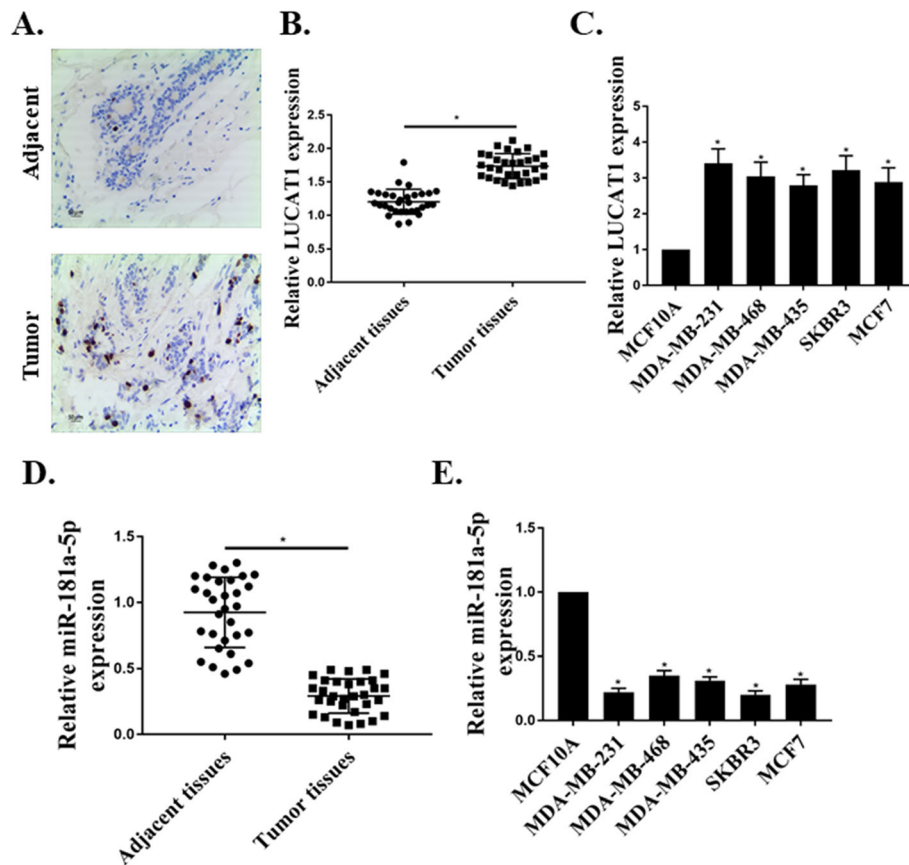 A.
Adjacent
50 μm
Tumor
50 μm
B.
Relative LUCAT1 expression
2.5
2.0
1.5
1.0
0.5
0.0
*
Adjacent tissues
Tumor tissues
C.
Relative LUCAT1 expression
5
4
3
2
1
0
*
*
*
*
*
MCF10A
MDA-MB-231
MDA-MB-468
MDA-MB-435
SKBR3
MCF7
D.
Relative miR-181a-5p
expression
1.5
1.0
0.5
0.0
*
Adjacent tissues
Tumor tissues
E.
Relative miR-181a-5p
expression
1.5
1.0
0.5
0.0
*
*
*
*
*
MCF10A
MDA-MB-231
MDA-MB-468
MDA-MB-435
SKBR3
MCF7